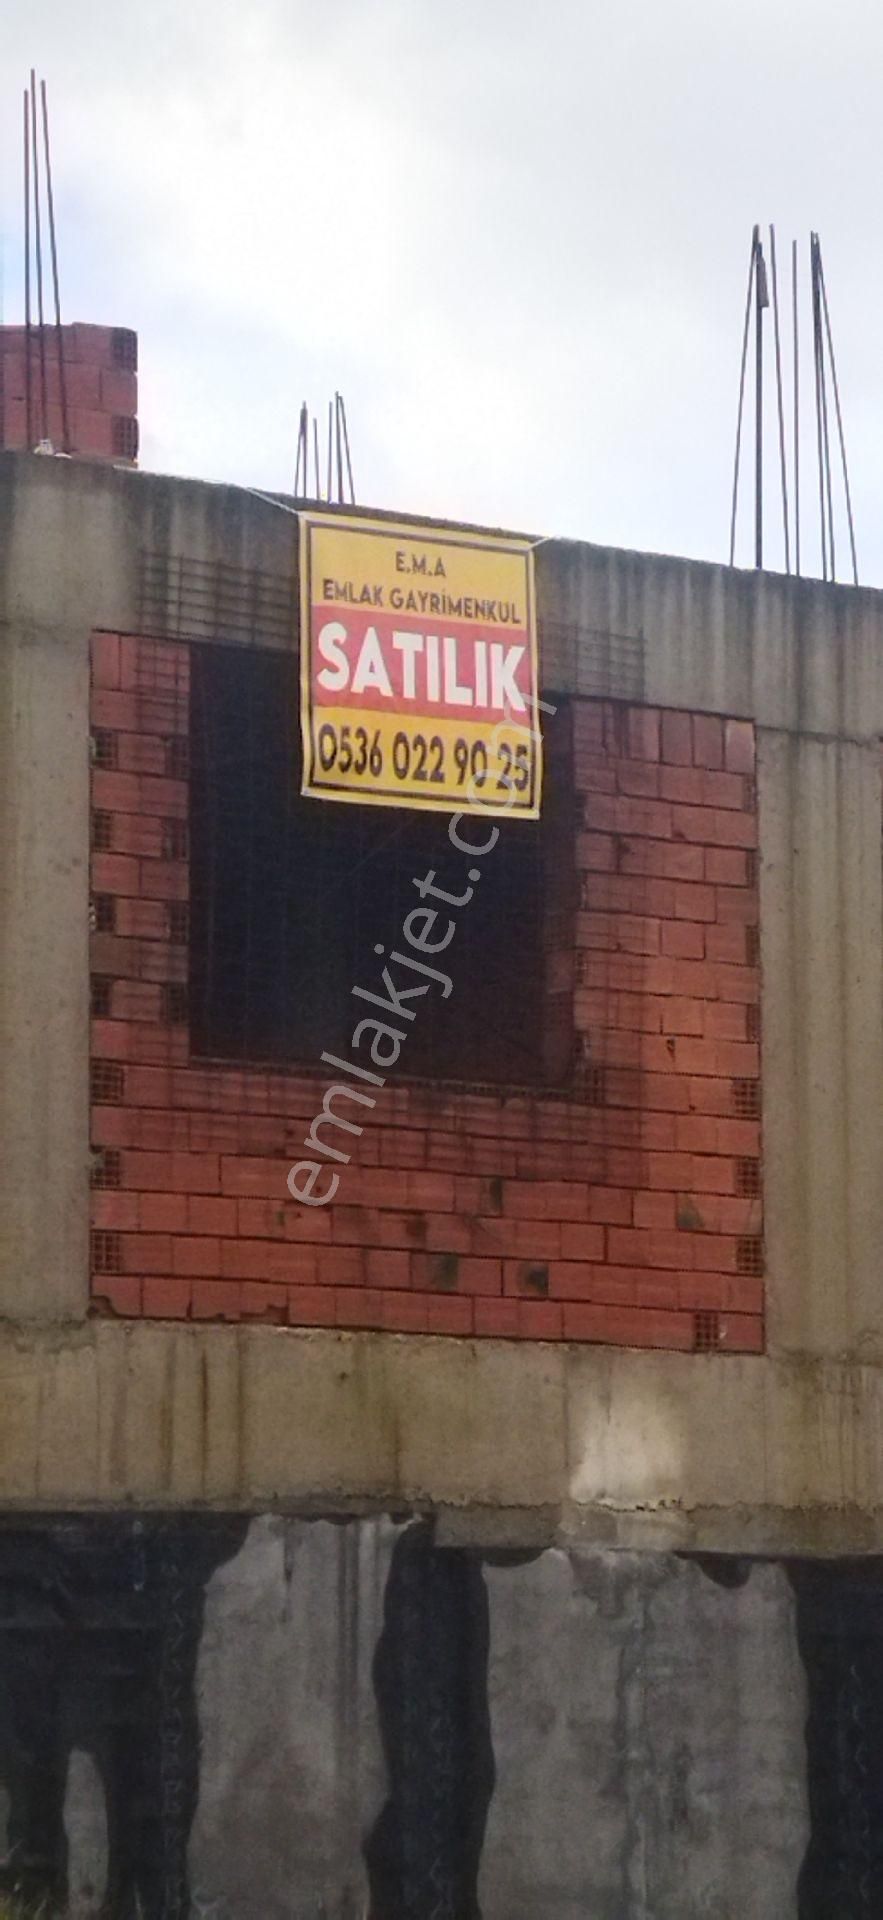 E.M.A
EMLAK GAYRİMENKUL
SATILIK
0536 022 90 25
emlakjet.com